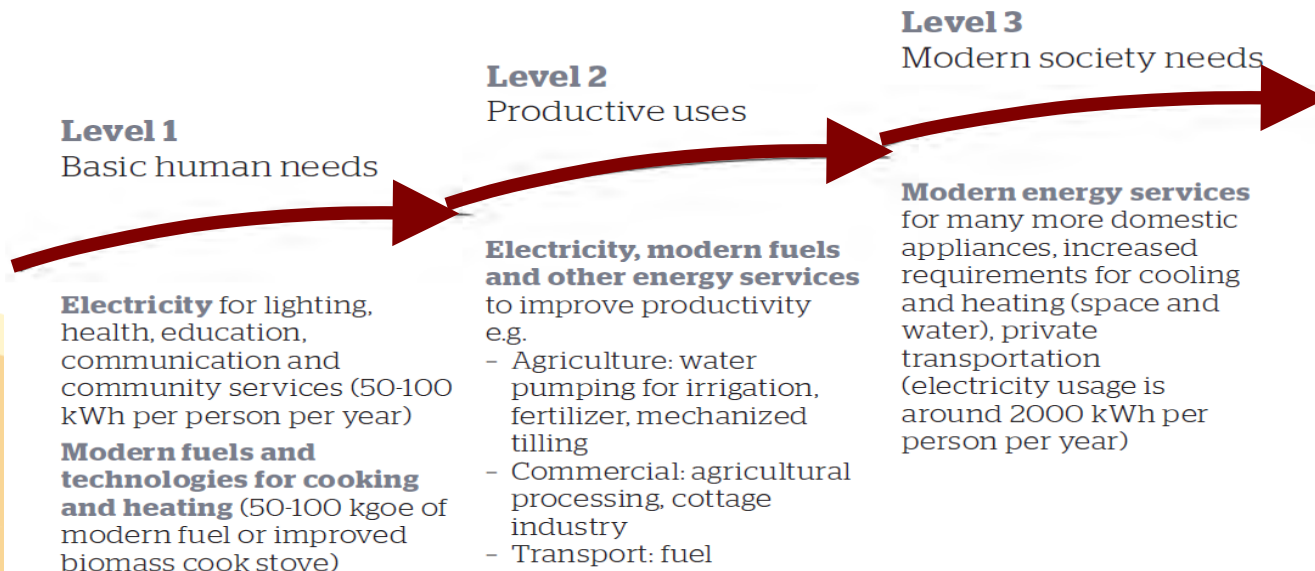 Level 1
Basic human needs
Electricity for lighting,
health, education,
communication and
community services (50-100
kWh per person per year)
Modern fuels and
technologies for cooking
and heating (50-100 kgoe of
modern fuel or improved
biomass cook stove)
Level 2
Productive uses
Electricity, modern fuels
and other energy services
to improve productivity
e.g.
- Agriculture: water
pumping for irrigation,
fertilizer, mechanized
tilling
- Commercial: agricultural
processing, cottage
industry
- Transport: fuel
Level 3
Modern society needs
Modern energy services
for many more domestic
appliances, increased
requirements for cooling
and heating (space and
water), private
transportation
(electricity usage is
around 2000 kWh per
person per year)